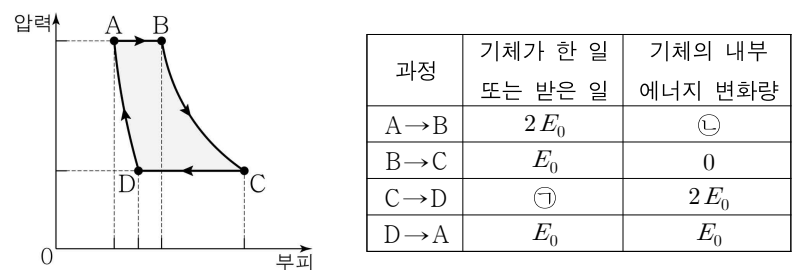 압력
A B
D C
0
부피
과정 기체가 한 일 또는 받은 일 기체의 내부 에너지 변화량
A→B 2E₀ ㉡
B→C E₀ 0
C→D ㉠ 2E₀
D→A E₀ E₀